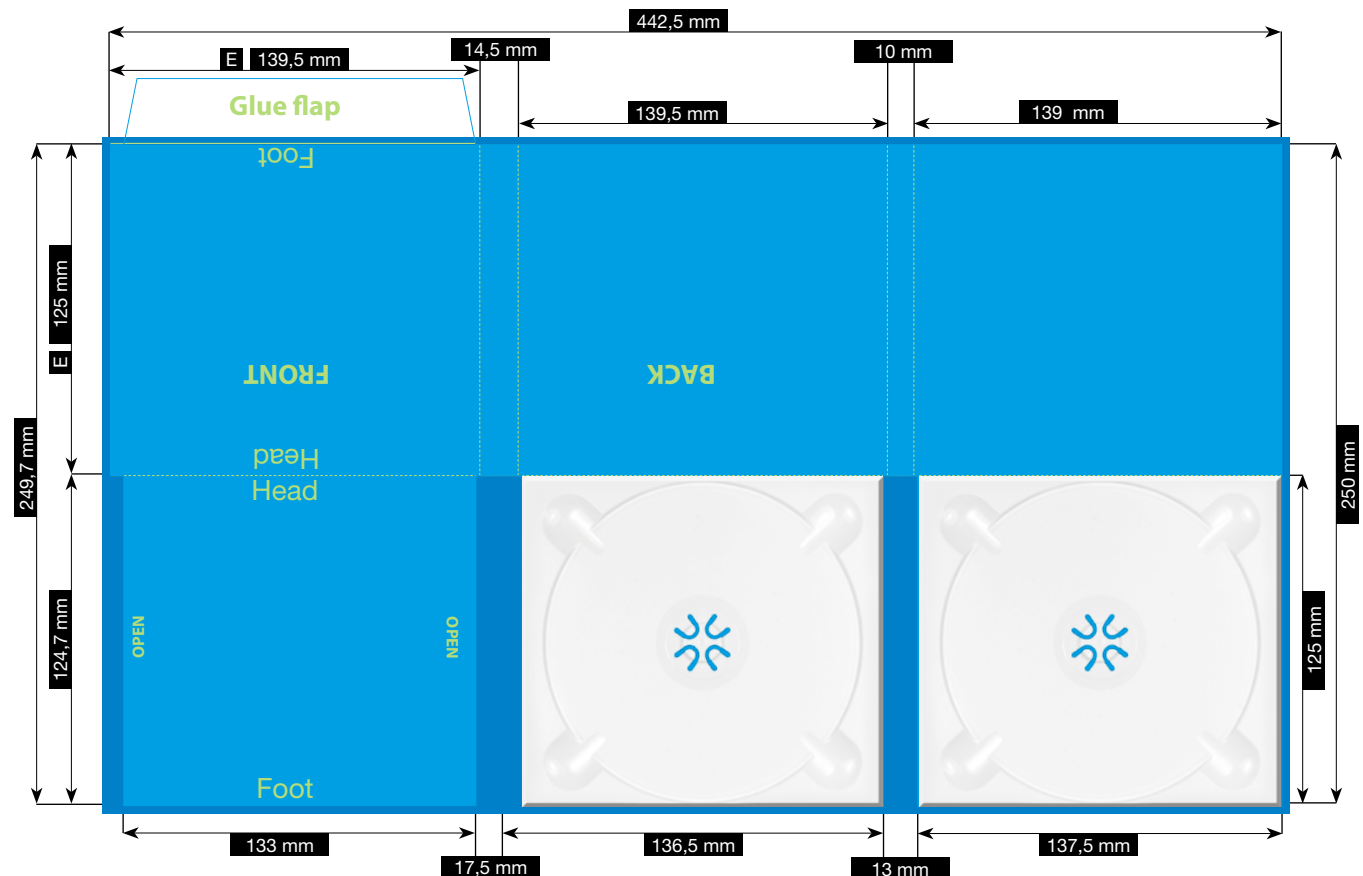 442,5 mm
14,5 mm
10 mm
E 139,5 mm
Glue flap
139,5 mm
139 mm
Foot
E 125 mm
249,7 mm
250 mm
FRONT
BACK
Head
Head
124,7 mm
OPEN
OPEN
125 mm
Foot
133 mm
136,5 mm
137,5 mm
17,5 mm
13 mm